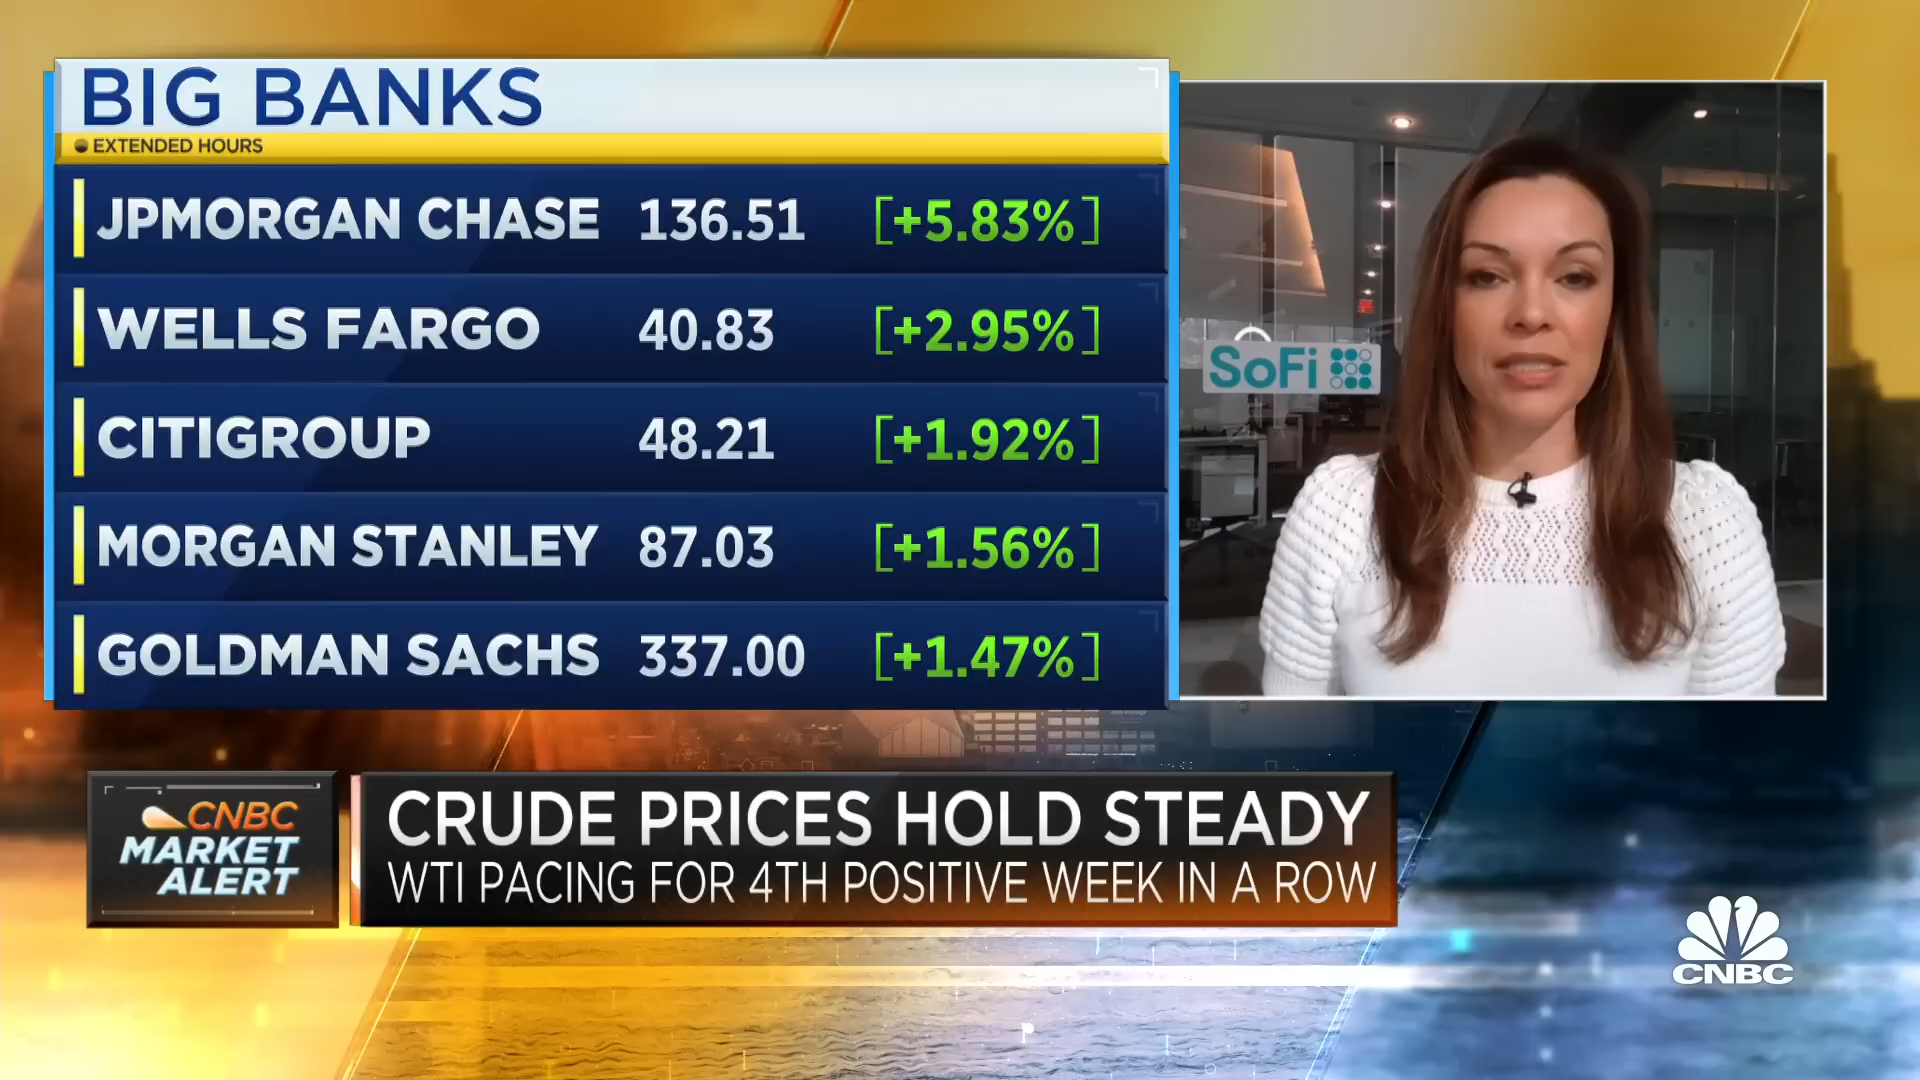 BIG BANKS
EXTENDED HOURS
JPMORGAN CHASE 136.51 [+5.83%]
WELLS FARGO 40.83 [+2.95%]
CITIGROUP 48.21 [+1.92%]
MORGAN STANLEY 87.03 [+1.56%]
GOLDMAN SACHS 337.00 [+1.47%]
SoFi
CNBC
MARKET
ALERT
CRUDE PRICES HOLD STEADY
WTI PACING FOR 4TH POSITIVE WEEK IN A ROW
CNBC